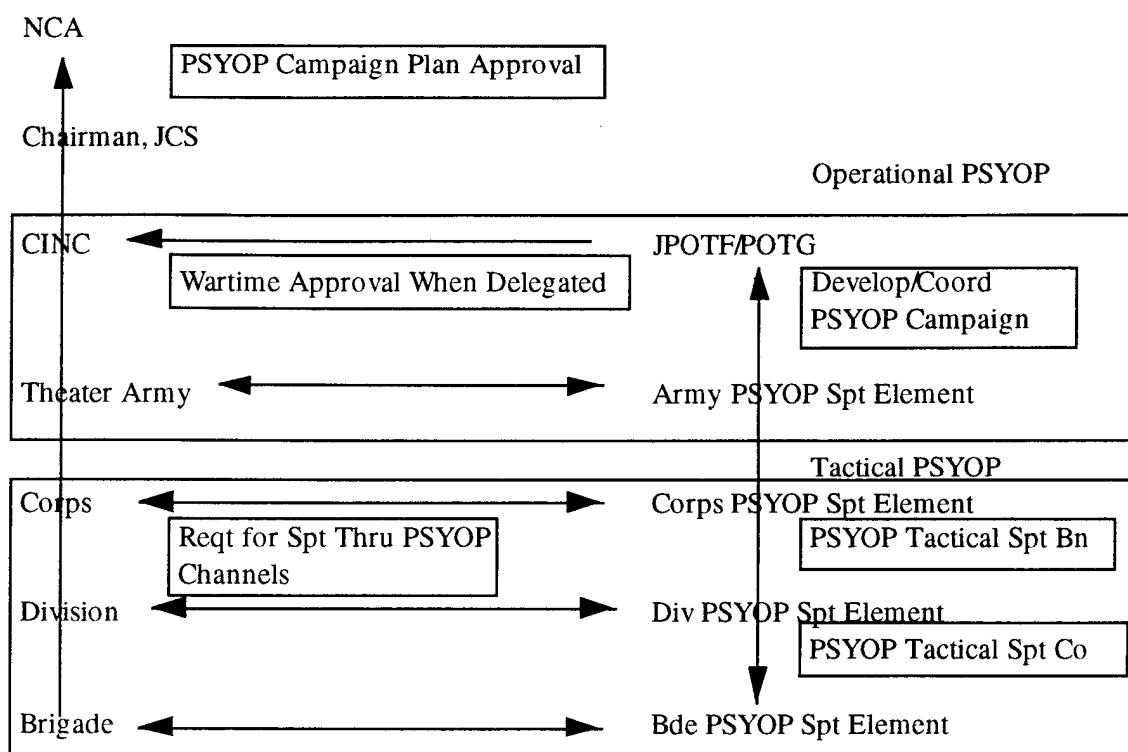 NCA
PSYOP Campaign Plan Approval
Chairman, JCS
Operational PSYOP
CINC
JPOTF/POTG
Wartime Approval When Delegated
Develop/Coord
PSYOP Campaign
Theater Army
Army PSYOP Spt Element
Tactical PSYOP
Corps
Corps PSYOP Spt Element
Reqt for Spt Thru PSYOP
Channels
PSYOP Tactical Spt Bn
Division
Div PSYOP Spt Element
PSYOP Tactical Spt Co
Brigade
Bde PSYOP Spt Element